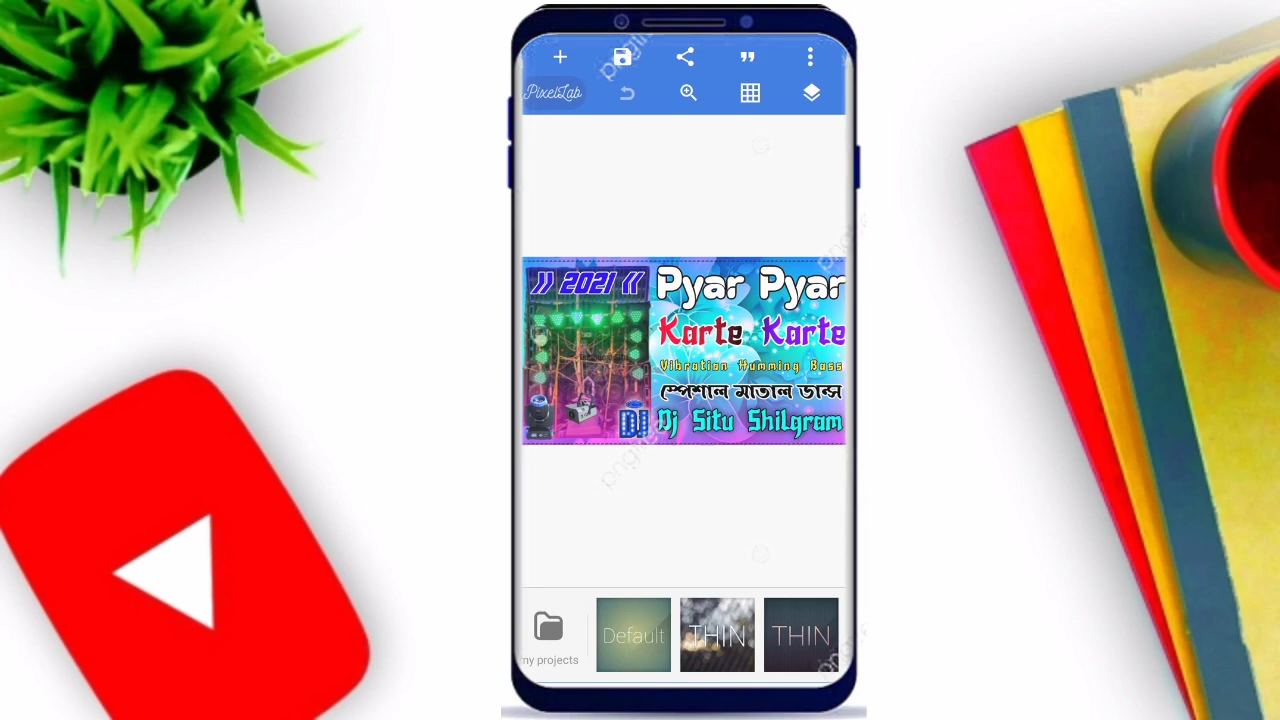 PixelLab
» 2021 «
Pyar Pyar
Karte Karte
Vibration Humming Bass
স্পেশাল মাতাল ডান্স
DJ
Dj Situ Shilgram
my projects
Default
THIN
THIN